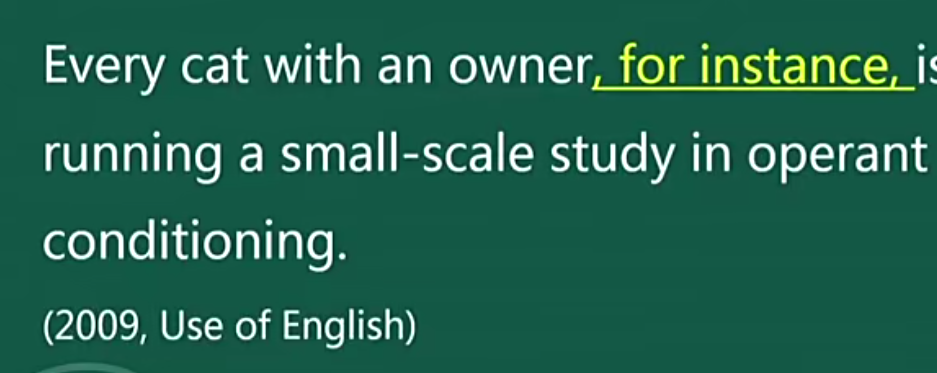 Every cat with an owner, for instance, is
running a small-scale study in operant
conditioning.
(2009, Use of English)